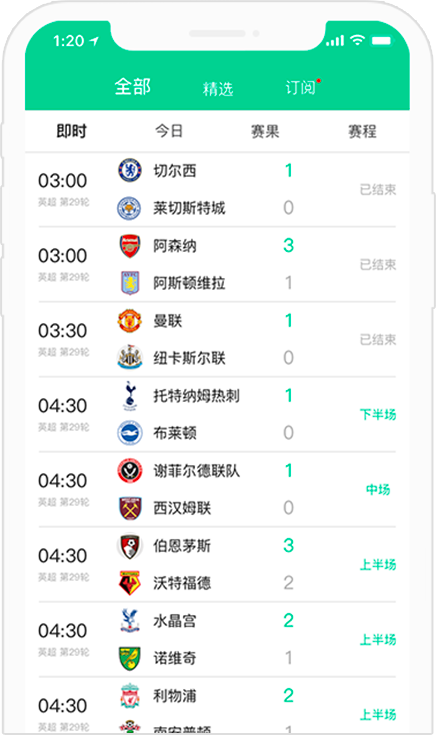 1:20
全部 精选 订阅
即时 今日 赛果 赛程
03:00 切尔西 1 已结束
英超 第29轮 莱切斯特城 0
03:00 阿森纳 3 已结束
英超 第29轮 阿斯顿维拉 1
03:30 曼联 1 已结束
英超 第29轮 纽卡斯尔联 0
04:30 托特纳姆热刺 1 下半场
英超 第29轮 布莱顿 0
04:30 谢菲尔德联队 1 中场
英超 第29轮 西汉姆联 0
04:30 伯恩茅斯 3 上半场
英超 第29轮 沃特福德 2
04:30 水晶宫 2 上半场
英超 第29轮 诺维奇 1
04:30 利物浦 2 上半场
英超 第29轮 南安普顿 1